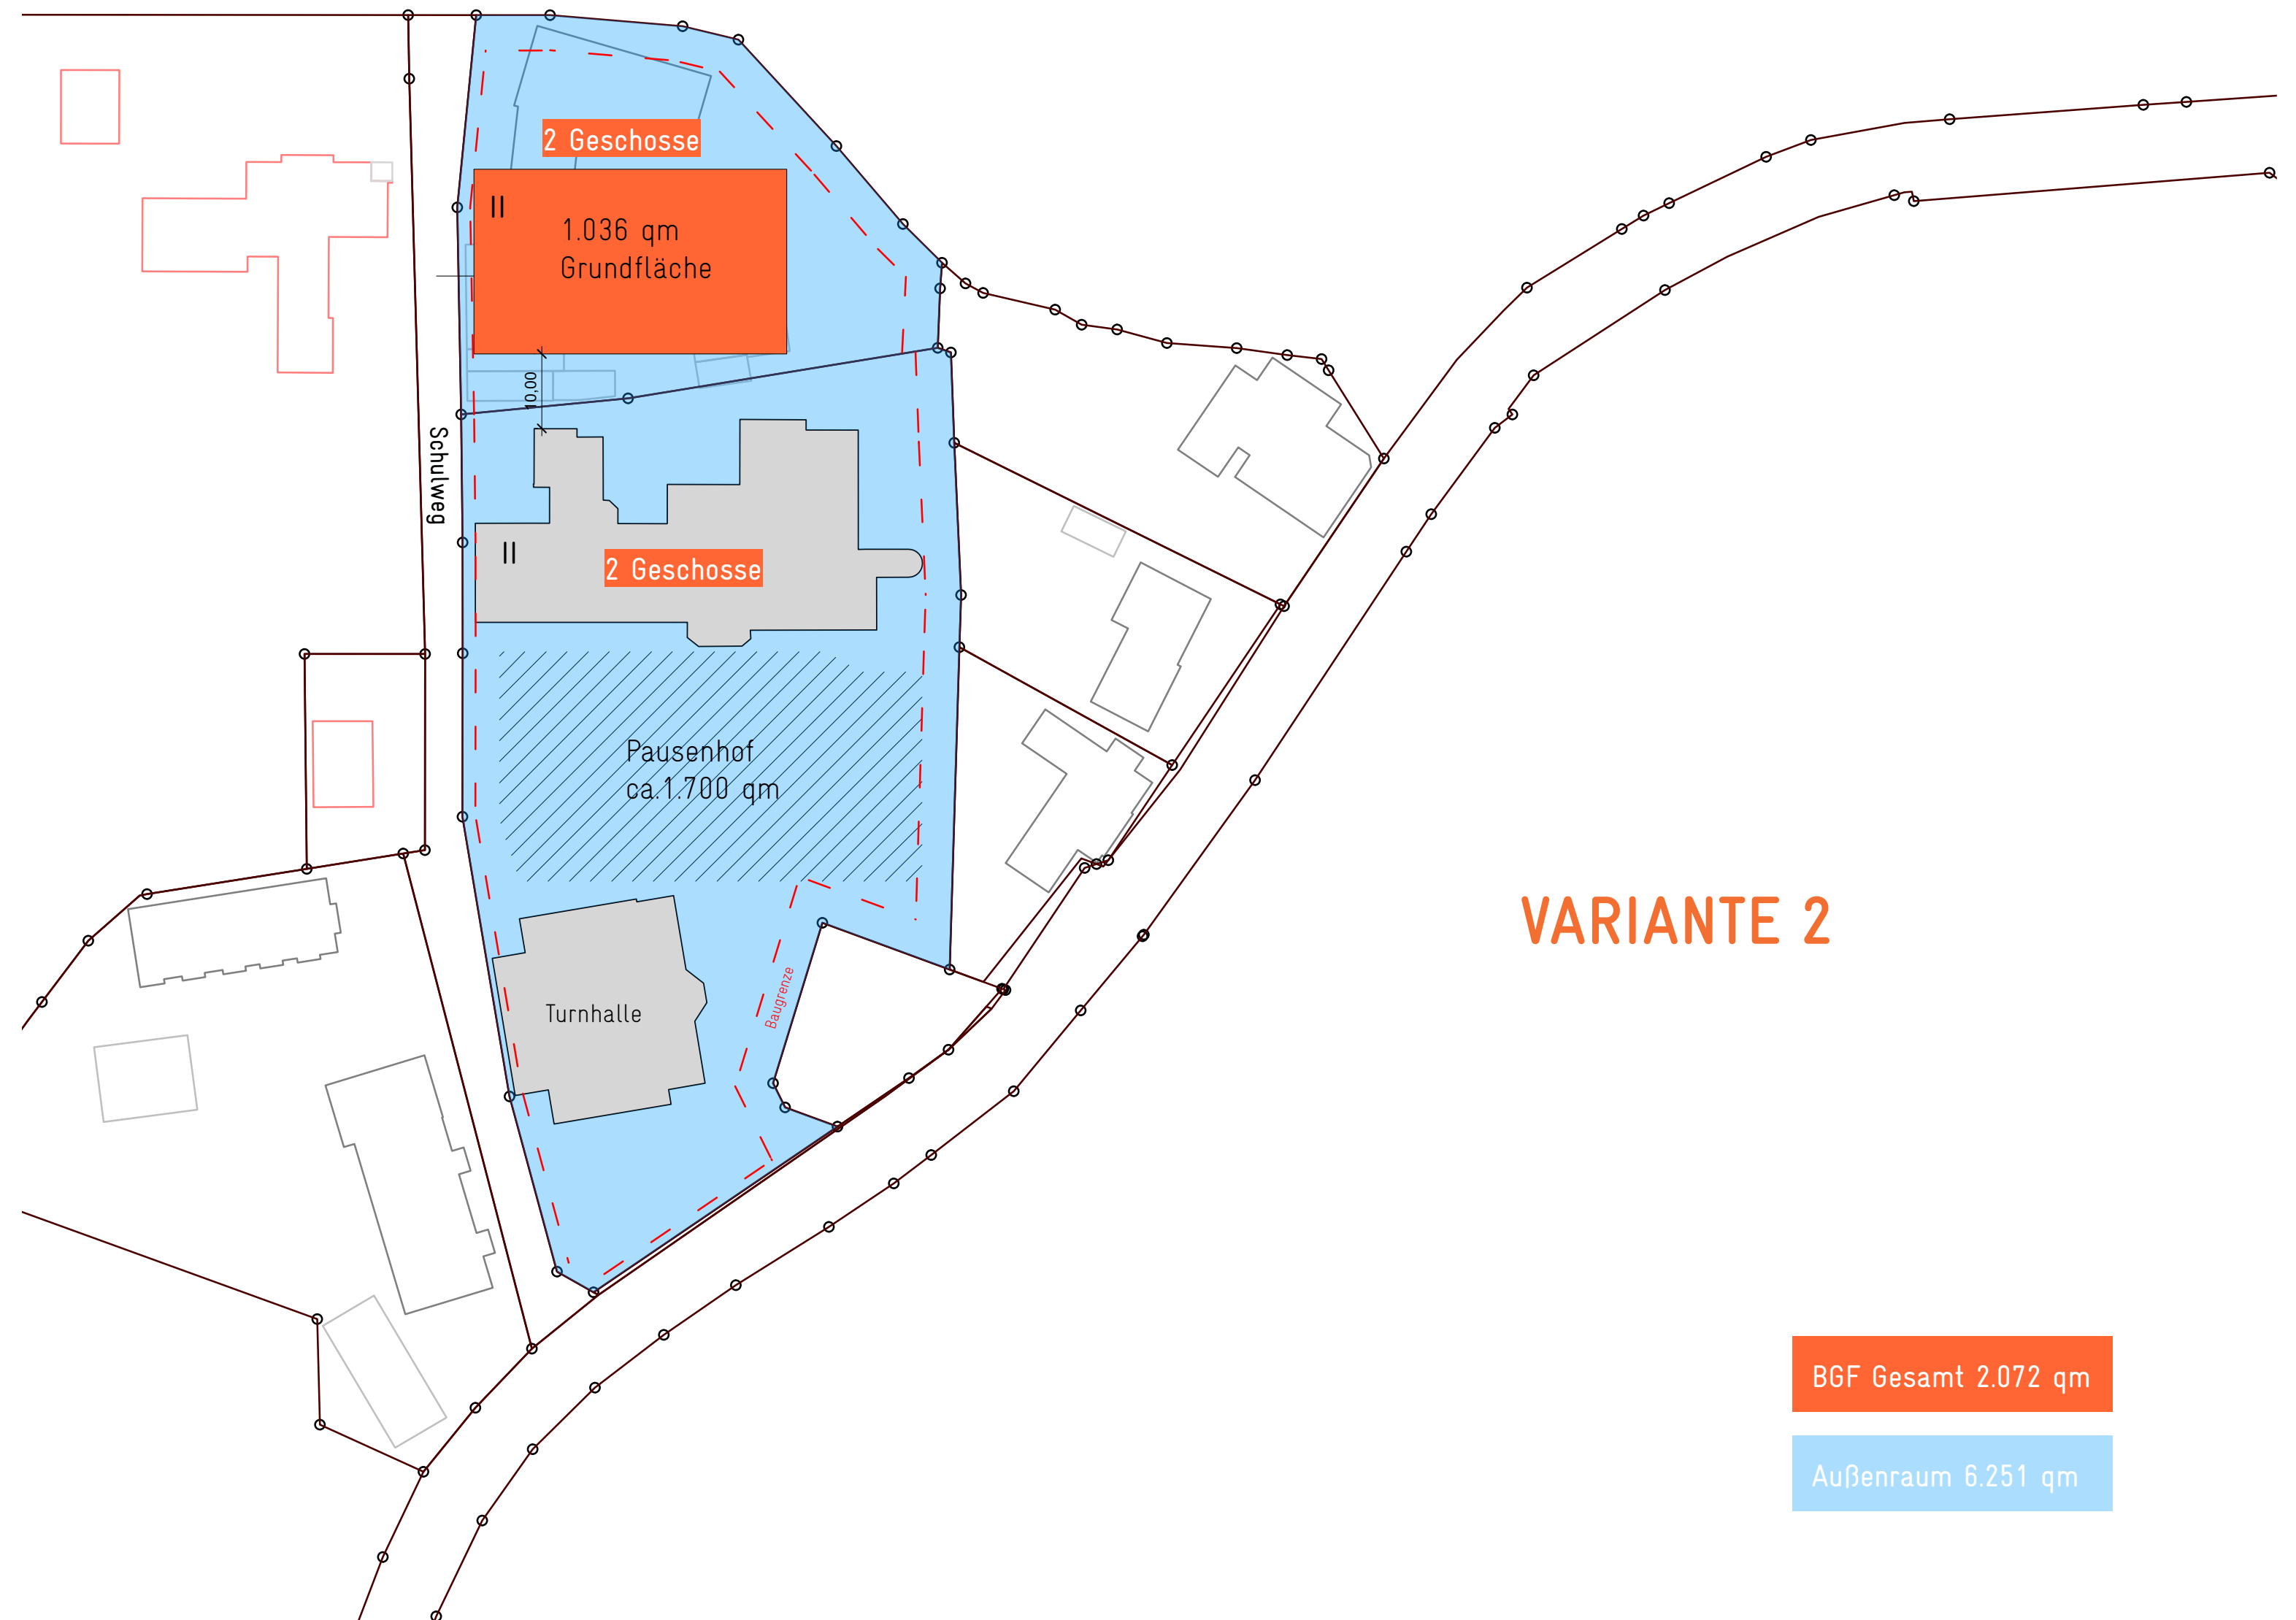 2 Geschosse
II
1.036 qm
Grundfläche
10,00
Schulweg
II
2 Geschosse
Pausenhof
ca.1.700 qm
VARIANTE 2
Baugrenze
Turnhalle
BGF Gesamt 2.072 qm
Außenraum 6.251 qm